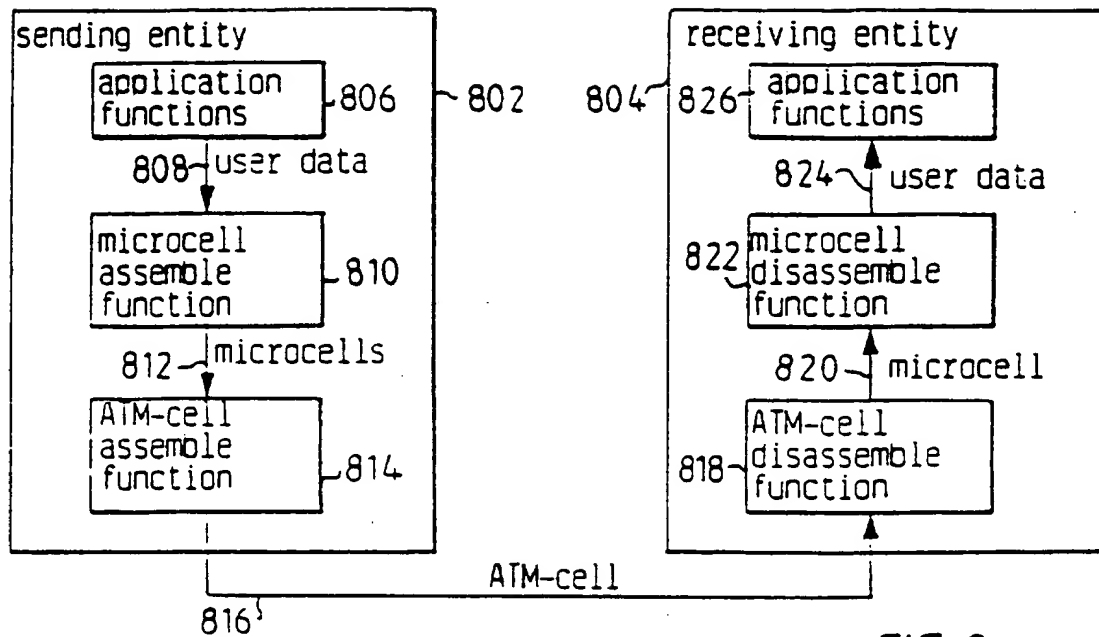 sending entity
application
functions
806
802
808
user data
microcell
assemble
function
810
812
microcells
ATM-cell
assemble
function
814
816
ATM-cell
receiving entity
804
826
application
functions
824
user data
822
microcell
disassemble
function
820
microcell
818
ATM-cell
disassemble
function